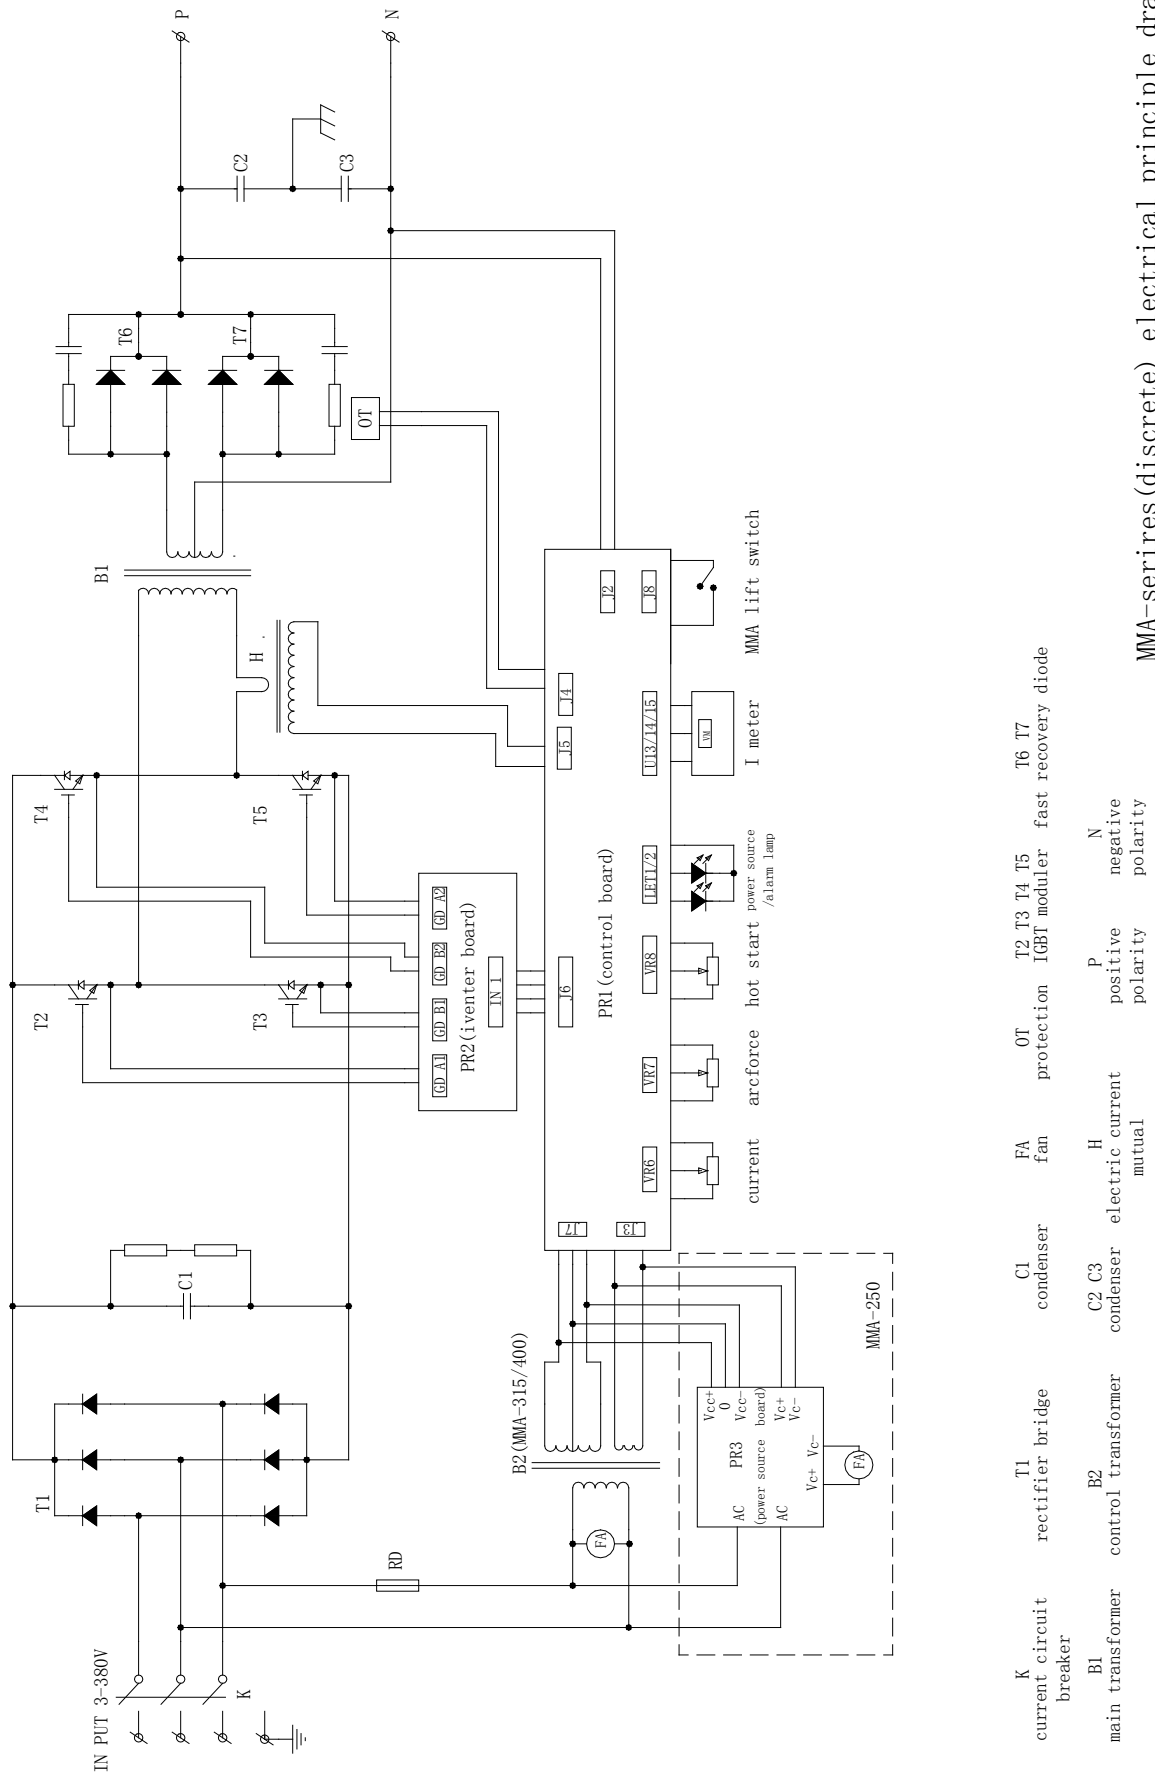 IN PUT 3-380V
K
T1
C1
T2
T3
T4
T5
B1
H
T6
T7
OT
C2
C3
P
N
RD
FA
B2(MMA-315/400)
GD A1
GD B1
GD B2
GD A2
PR2(iventer board)
IN 1
J7
J3
J6
J5
J4
J2
J8
PR1(control board)
VR6
VR7
VR8
LET1/2
U13/14/15
VM
current
arcforce
hot start
power source
/alarm lamp
I meter
MMA lift switch
AC
AC
PR3
(power source board)
Vcc+
0
Vcc-
Vc+
Vc-
Vc+ Vc-
FA
MMA-250
K
current circuit
breaker
T1
rectifier bridge
C1
condenser
FA
fan
OT
protection
T2 T3 T4 T5
IGBT moduler
T6 T7
fast recovery diode
B1
main transformer
B2
control transformer
C2 C3
condenser
H
electric current
mutual
P
positive
polarity
N
negative
polarity
MMA-serires(discrete) electrical principle dra